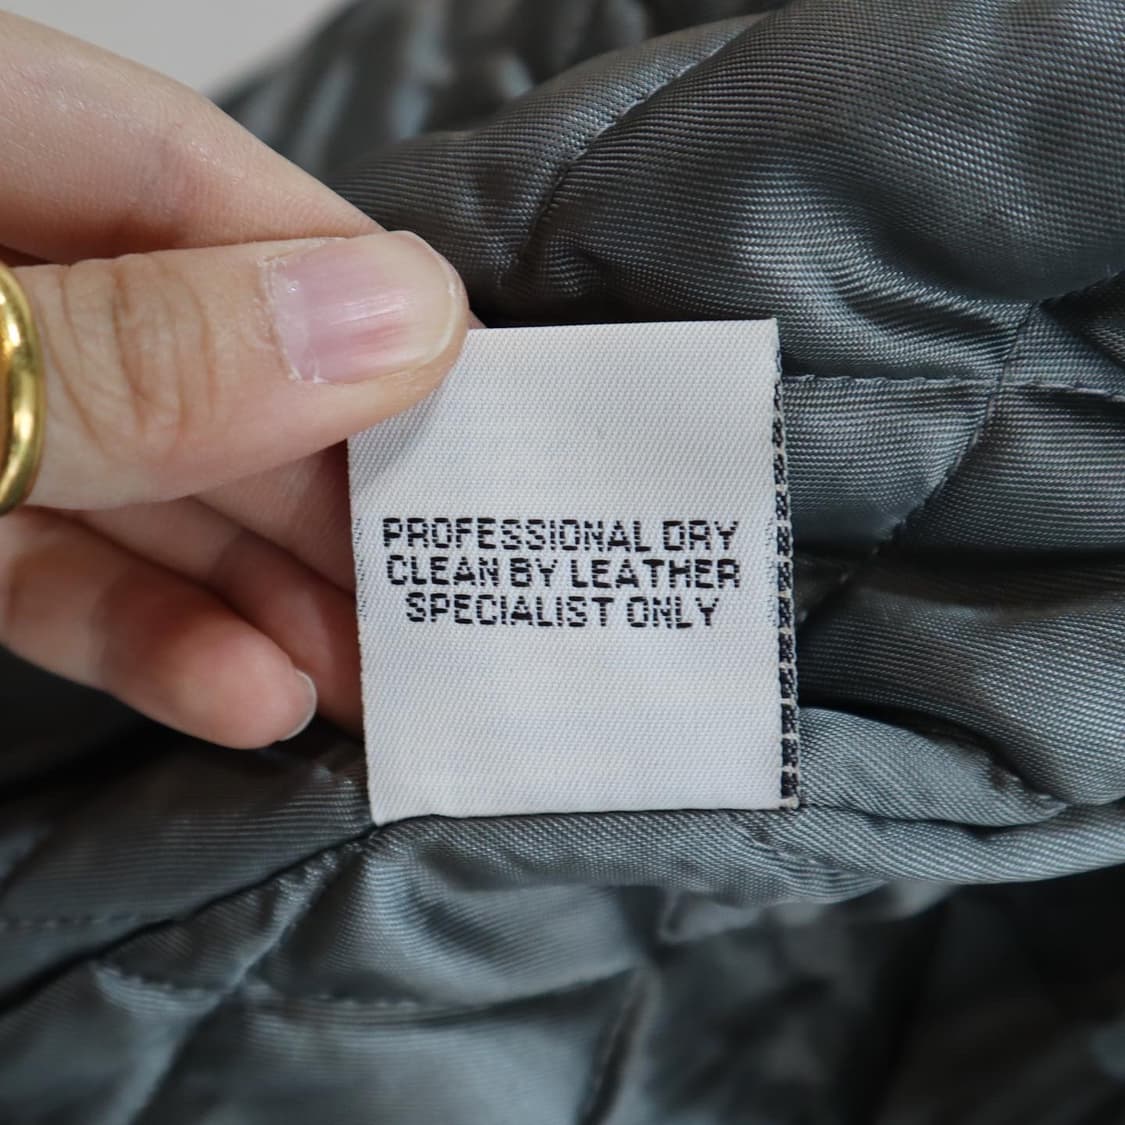 PROFESSIONAL DRY
CLEAN BY LEATHER
SPECIALIST ONLY